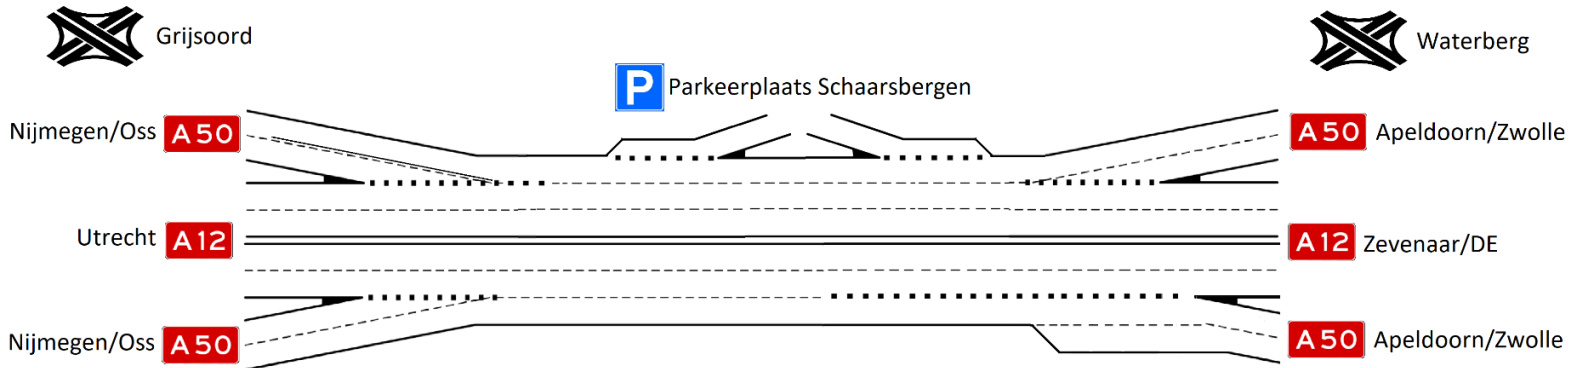 Grijsoord
Waterberg
P Parkeerplaats Schaarsbergen
Nijmegen/Oss A50
A50 Apeldoorn/Zwolle
Utrecht A12
A12 Zevenaar/DE
Nijmegen/Oss A50
A50 Apeldoorn/Zwolle